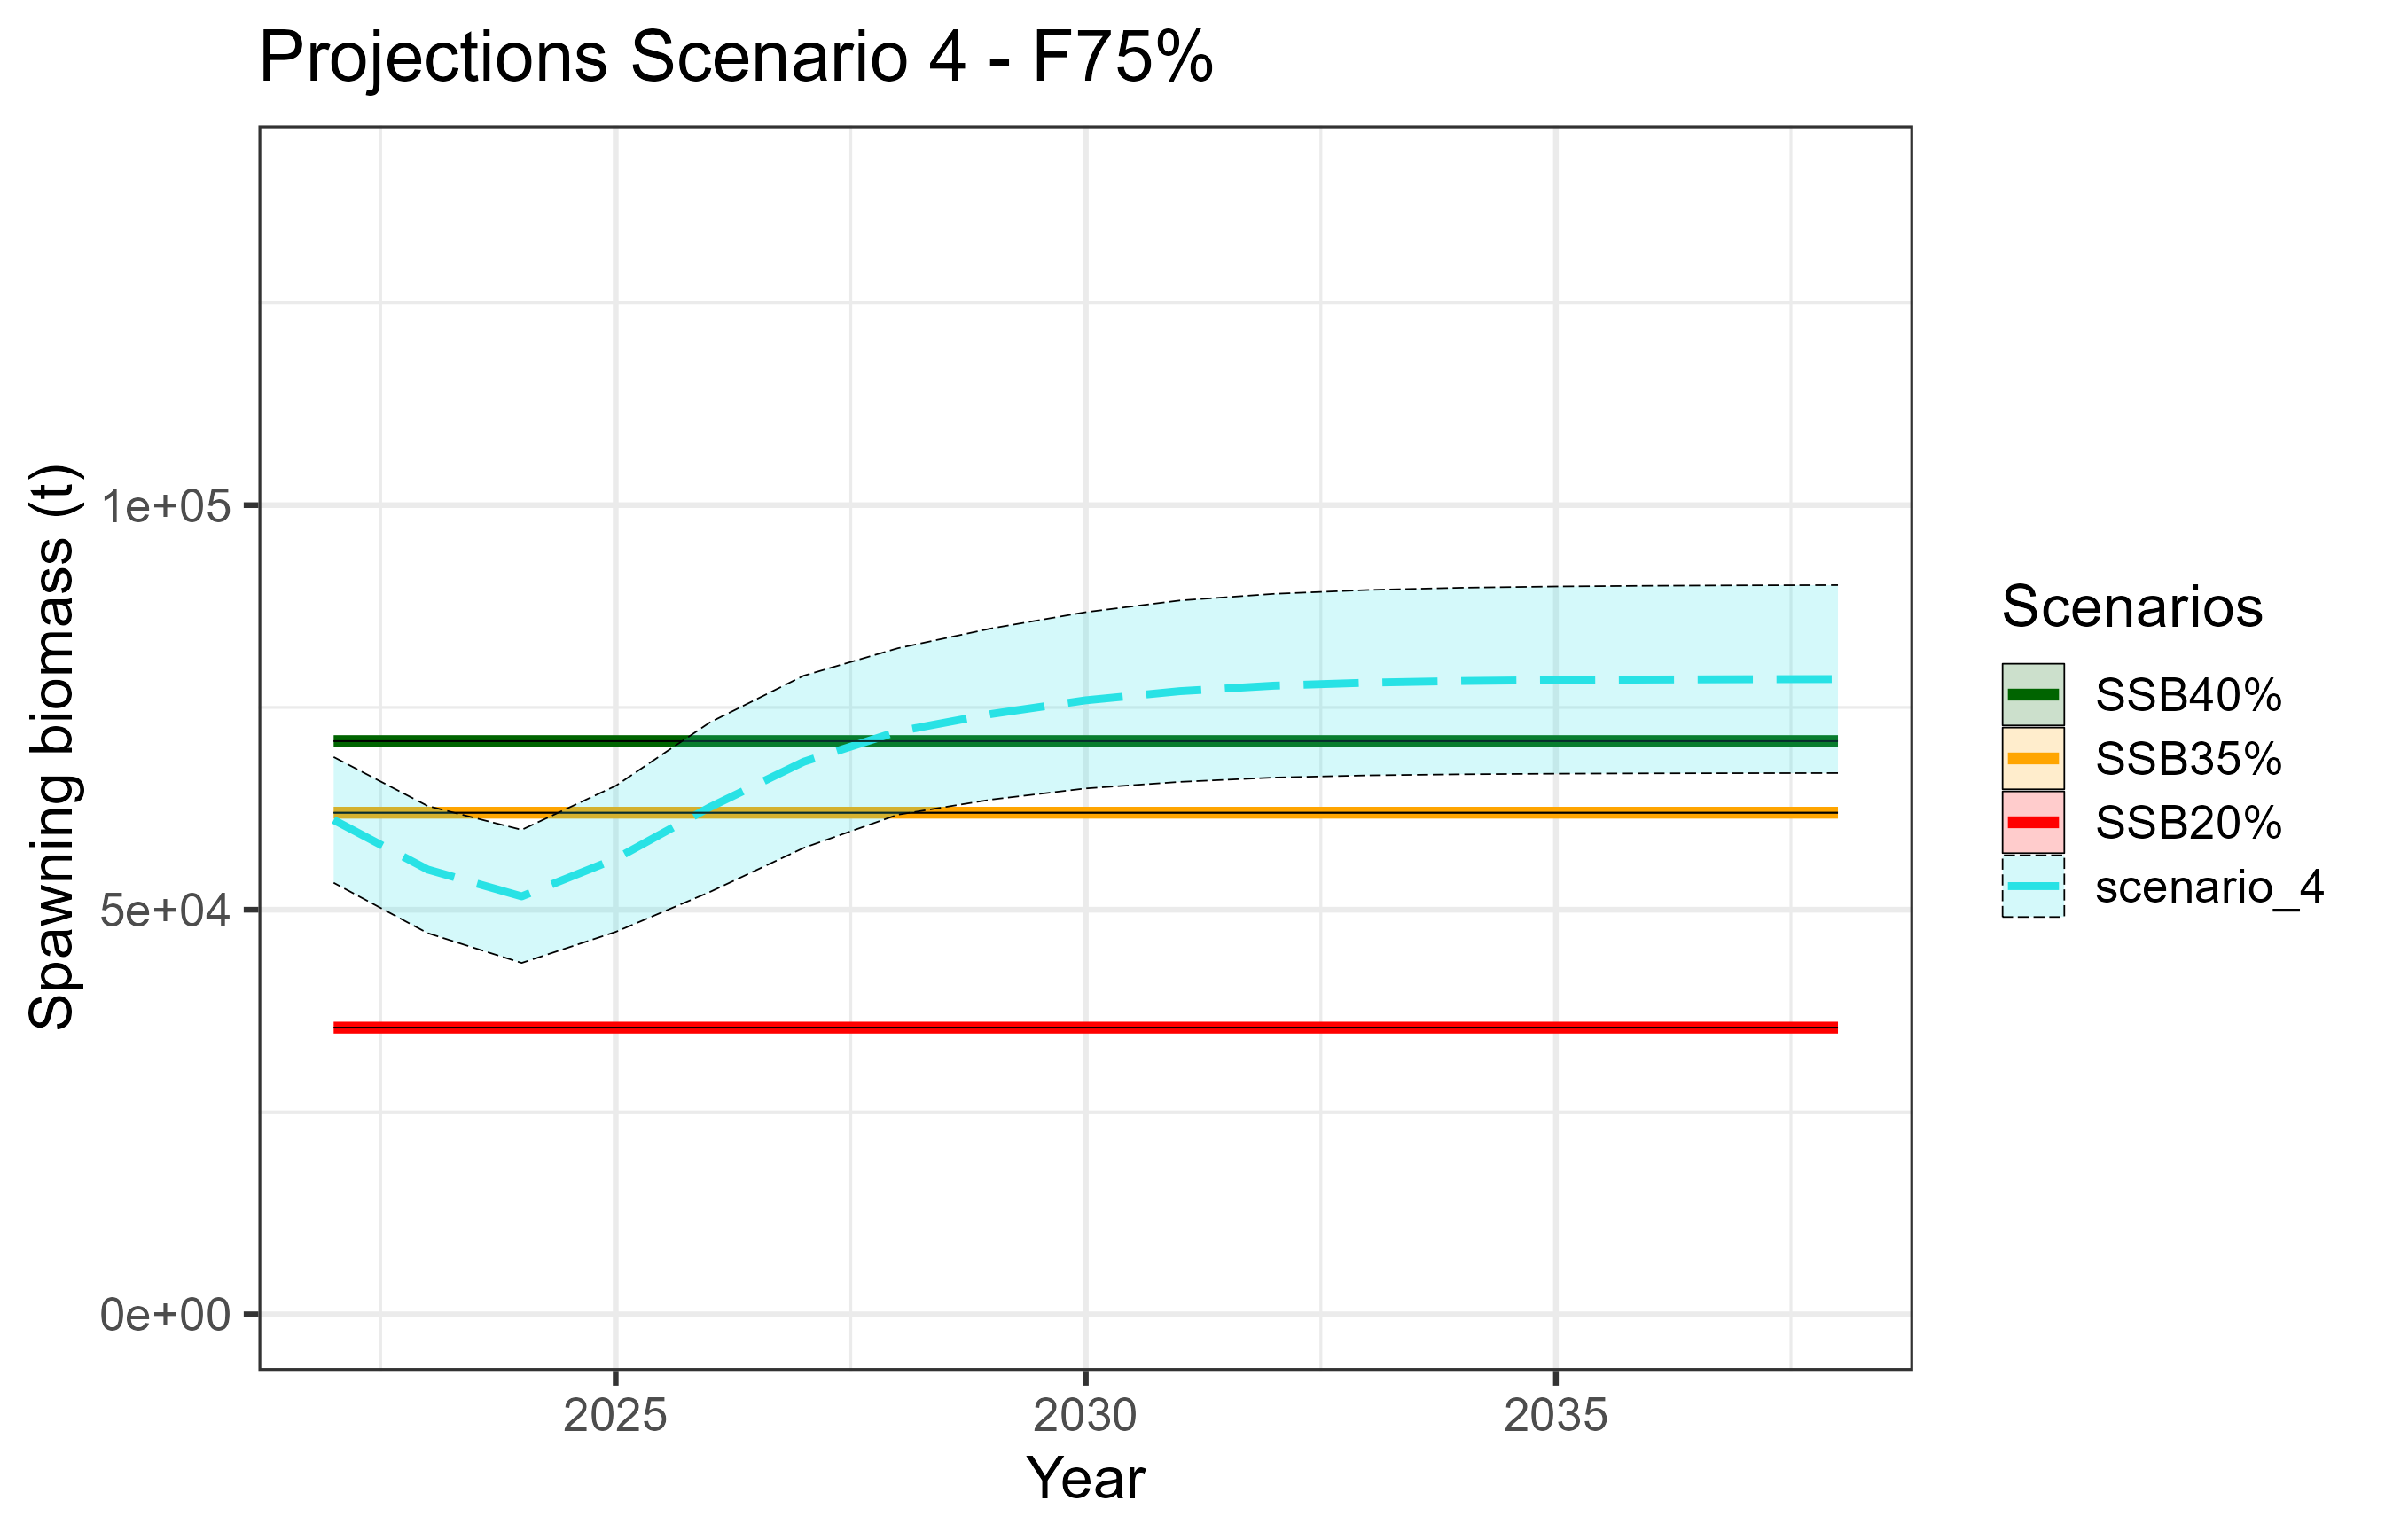 Projections Scenario 4 - F75%
Spawning biomass (t)
1e+05
5e+04
0e+00
2025 2030 2035
Year
Scenarios
SSB40%
SSB35%
SSB20%
scenario_4